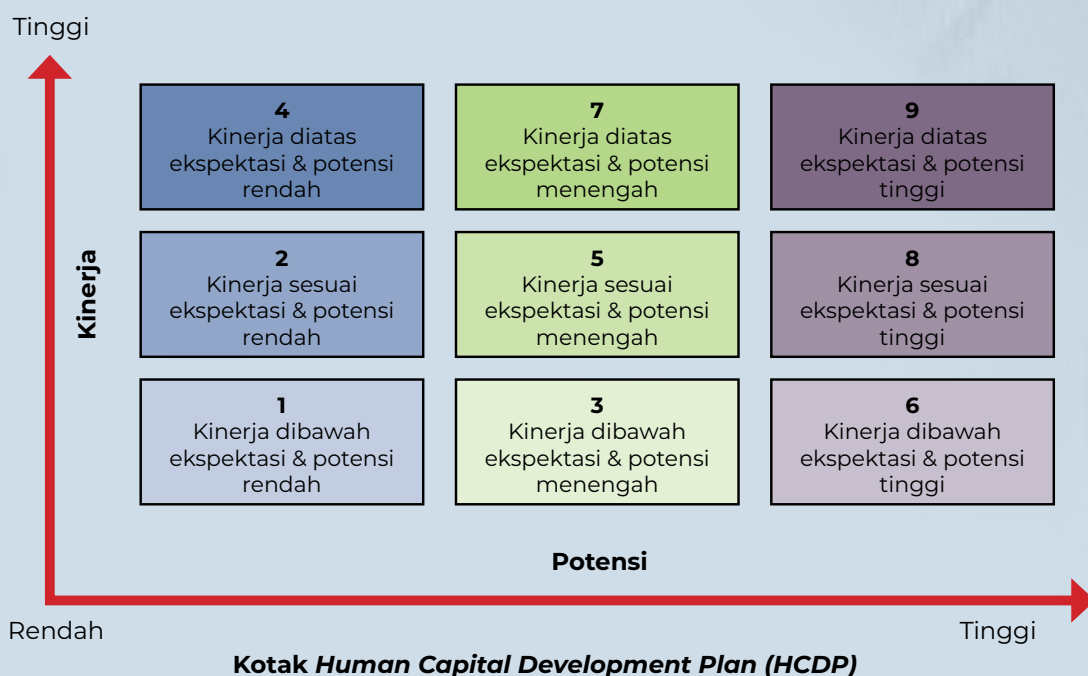 Tinggi
4
Kinerja diatas
ekspektasi & potensi
rendah
7
Kinerja diatas
ekspektasi & potensi
menengah
9
Kinerja diatas
ekspektasi & potensi
tinggi
Kinerja
2
Kinerja sesuai
ekspektasi & potensi
rendah
5
Kinerja sesuai
ekspektasi & potensi
menengah
8
Kinerja sesuai
ekspektasi & potensi
tinggi
1
Kinerja dibawah
ekspektasi & potensi
rendah
3
Kinerja dibawah
ekspektasi & potensi
menengah
6
Kinerja dibawah
ekspektasi & potensi
tinggi
Potensi
Rendah
Tinggi
Kotak Human Capital Development Plan (HCDP)